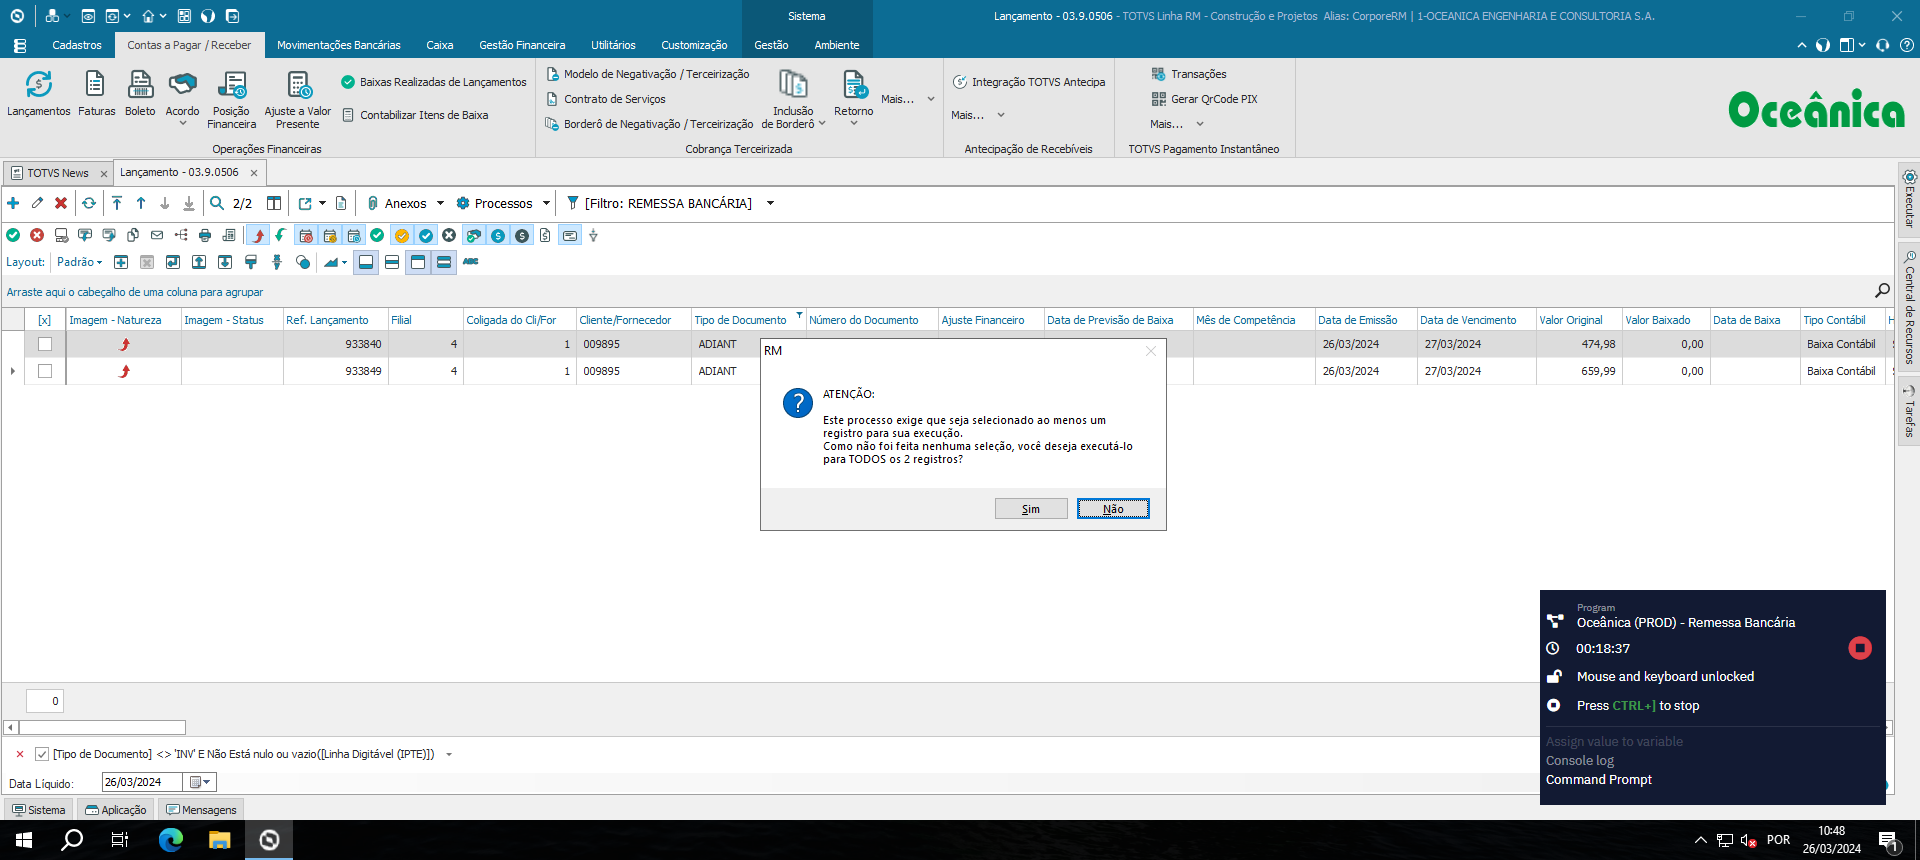 Sistema
Lançamento - 03.9.0506 - TOTVS Linha RM - Construção e Projetos Alias: CorporeRM | 1-OCEANICA ENGENHARIA E CONSULTORIA S.A.
Cadastros
Contas a Pagar / Receber
Movimentações Bancárias
Caixa
Gestão Financeira
Utilitários
Customização
Gestão
Ambiente
Lançamentos
Faturas
Boleto
Acordo
Posição
Financeira
Ajuste a Valor
Presente
Baixas Realizadas de Lançamentos
Contabilizar Itens de Baixa
Operações Financeiras
Modelo de Negativação / Terceirização
Contrato de Serviços
Borderô de Negativação / Terceirização
Inclusão
de Borderô
Retorno
Mais...
Cobrança Terceirizada
Integração TOTVS Antecipa
Mais...
Antecipação de Recebíveis
Transações
Gerar QrCode PIX
Mais...
TOTVS Pagamento Instantâneo
Oceânica
TOTVS News
Lançamento - 03.9.0506
2/2
Anexos
Processos
[Filtro: REMESSA BANCÁRIA]
Layout:
Padrão
ABC
Arraste aqui o cabeçalho de uma coluna para agrupar
[x] Imagem - Natureza Imagem - Status Ref. Lançamento Filial Coligada do Cli/For Cliente/Fornecedor Tipo de Documento Número do Documento Ajuste Financeiro Data de Previsão de Baixa Mês de Competência Data de Emissão Data de Vencimento Valor Original Valor Baixado Data de Baixa Tipo Contábil H
933840 4 1 009895 ADIANT 26/03/2024 27/03/2024 474,98 0,00 Baixa Contábil
933849 4 1 009895 ADIANT 26/03/2024 27/03/2024 659,99 0,00 Baixa Contábil
RM
ATENÇÃO:
Este processo exige que seja selecionado ao menos um
registro para sua execução.
Como não foi feita nenhuma seleção, você deseja executá-lo
para TODOS os 2 registros?
Sim
Não
Executar
Central de Recursos
Tarefas
Program
Oceânica (PROD) - Remessa Bancária
00:18:37
Mouse and keyboard unlocked
Press CTRL+] to stop
Assign value to variable
Console log
Command Prompt
0
[Tipo de Documento] <> 'INV' E Não Está nulo ou vazio([Linha Digitável (IPTE)])
Data Líquido:
26/03/2024
Sistema
Aplicação
Mensagens
POR
10:48
26/03/2024
1